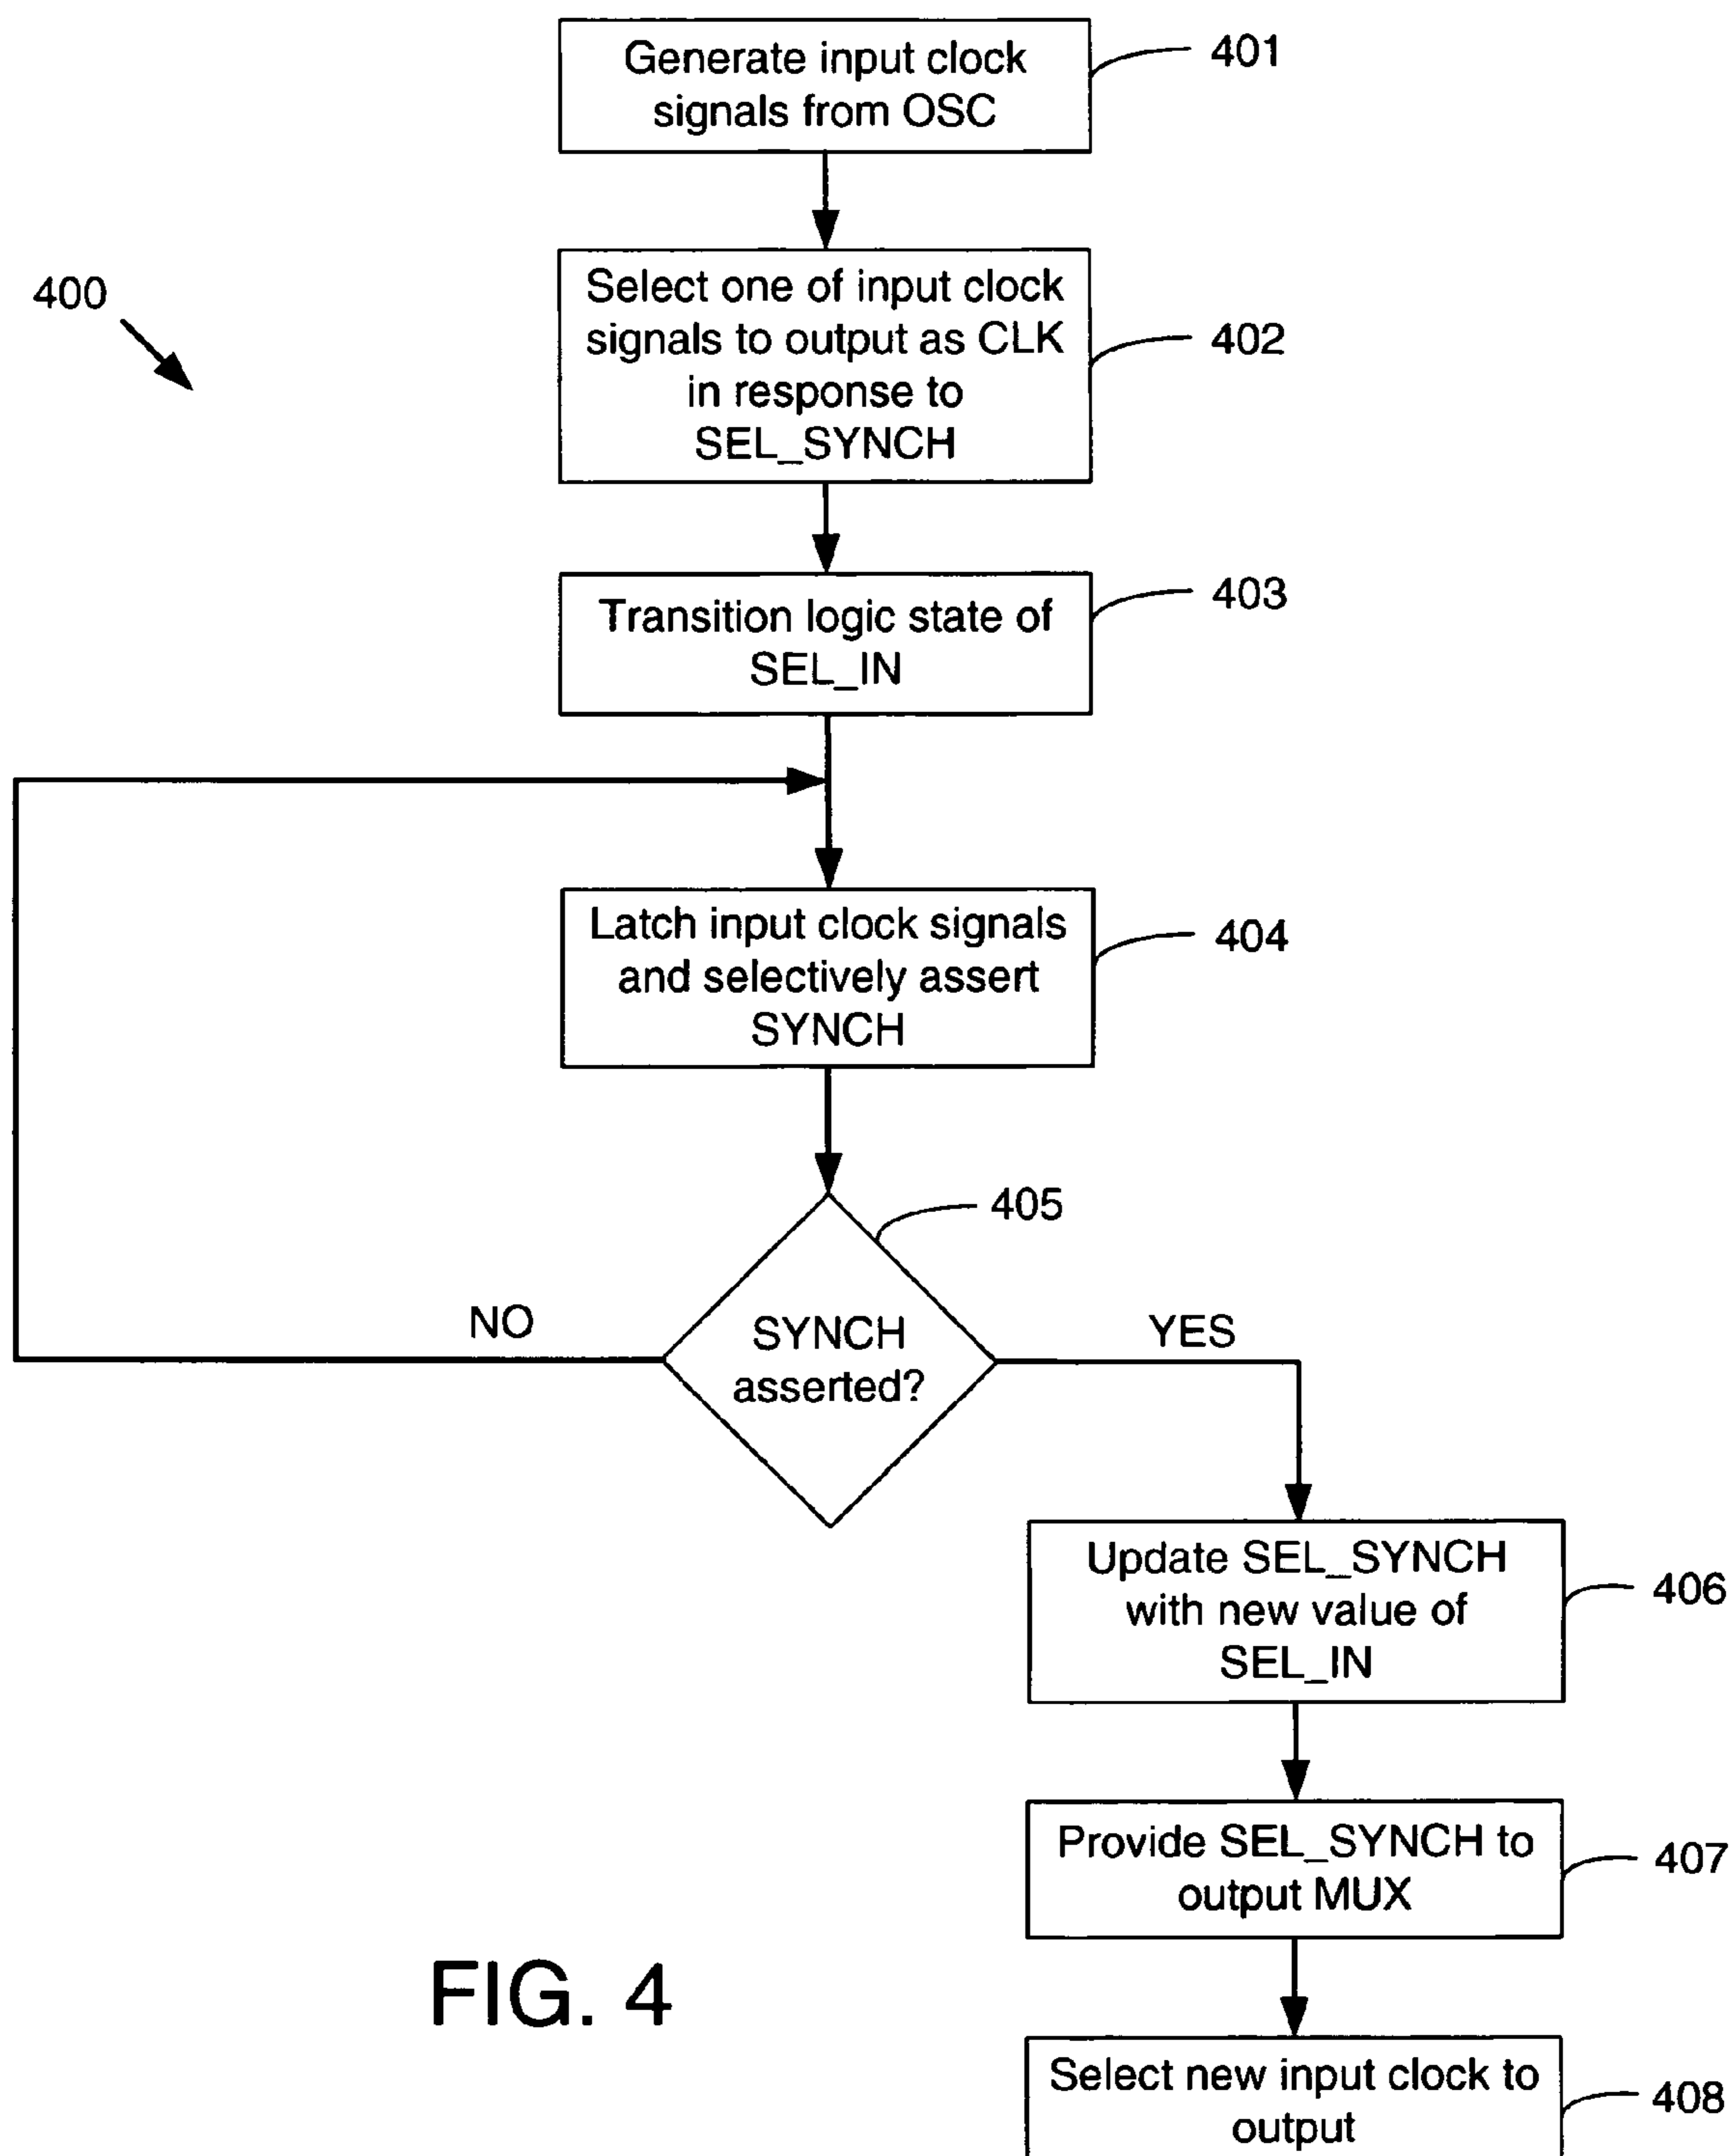 Generate input clock
signals from OSC
401
400
Select one of input clock
signals to output as CLK
in response to
SEL_SYNCH
402
Transition logic state of
SEL_IN
403
Latch input clock signals
and selectively assert
SYNCH
404
405
SYNCH
asserted?
NO
YES
Update SEL_SYNCH
with new value of
SEL_IN
406
Provide SEL_SYNCH to
output MUX
407
Select new input clock to
output
408
FIG. 4